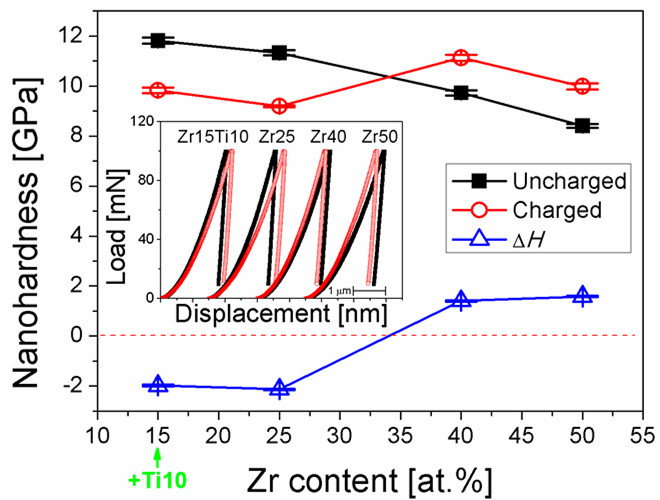 Nanohardness [GPa]
12
10
8
6
4
2
0
-2
Zr15Ti10 Zr25 Zr40 Zr50
Load [mN]
120
80
40
0
1 μm
Displacement [nm]
Uncharged
Charged
ΔH
10 15 20 25 30 35 40 45 50 55
+Ti10
Zr content [at.%]